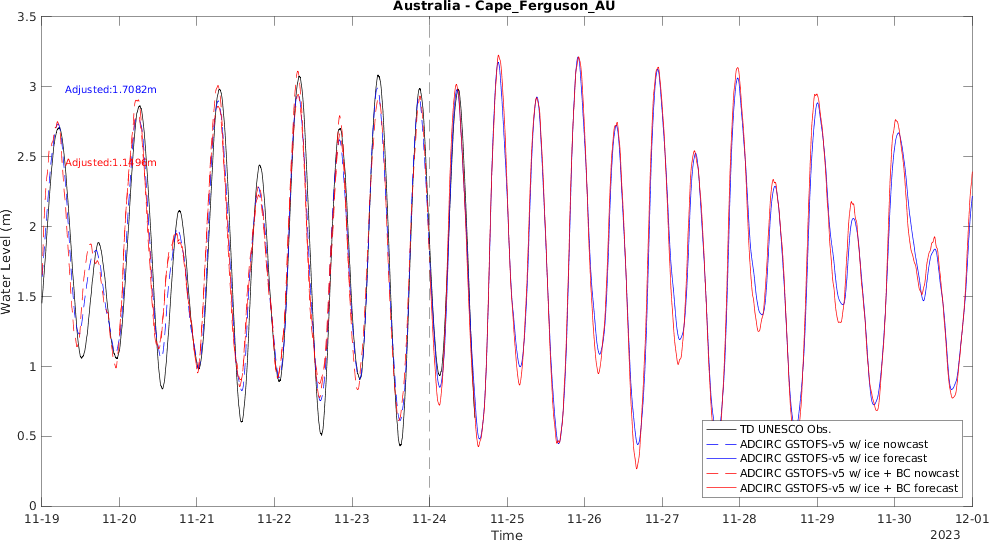 Australia - Cape_Ferguson_AU
3.5
3
2.5
2
1.5
1
0.5
0
Water Level (m)
Adjusted:1.7082m
Adjusted:1.1496m
TD UNESCO Obs.
ADCIRC GSTOFS-v5 w/ ice nowcast
ADCIRC GSTOFS-v5 w/ ice forecast
ADCIRC GSTOFS-v5 w/ ice + BC nowcast
ADCIRC GSTOFS-v5 w/ ice + BC forecast
11-19 11-20 11-21 11-22 11-23 11-24 11-25 11-26 11-27 11-28 11-29 11-30 12-01
Time
2023